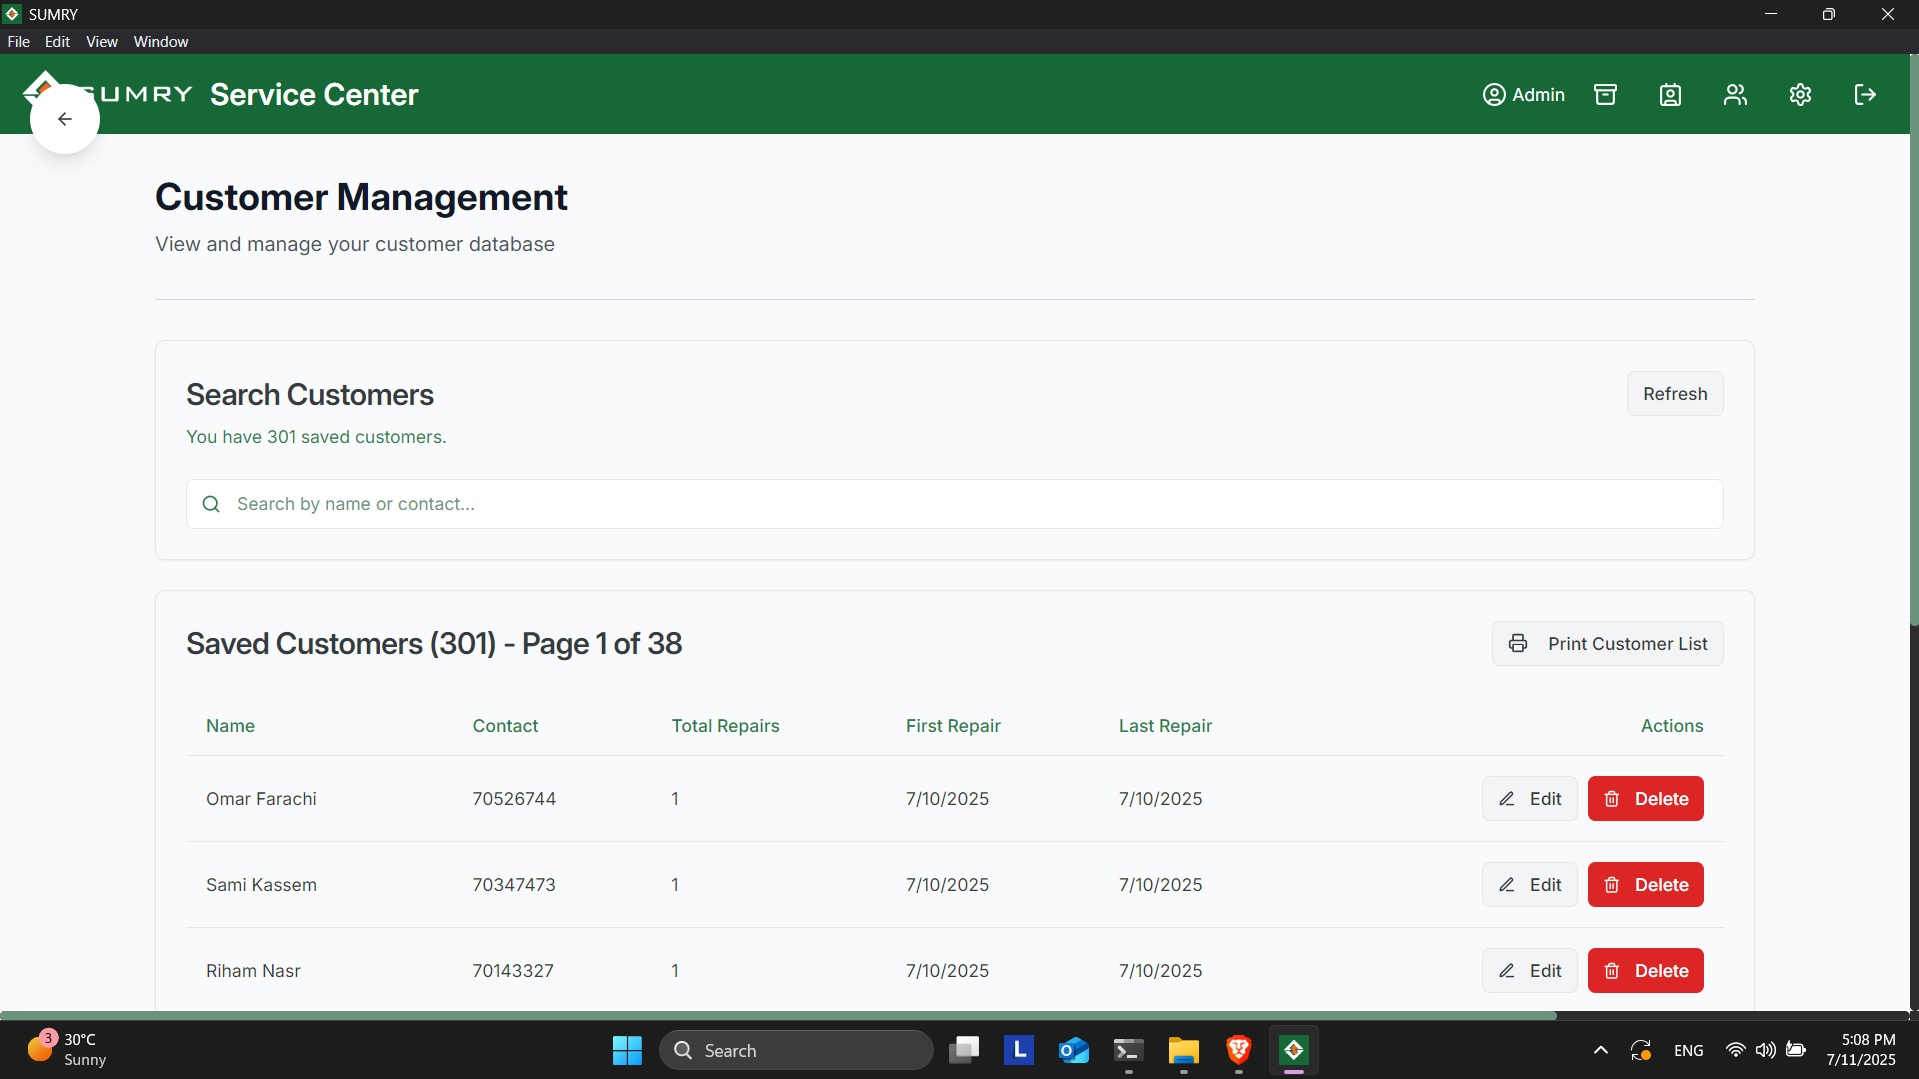 SUMRY
File Edit View Window
SUMRY Service Center
Admin
Customer Management
View and manage your customer database
Search Customers
Refresh
You have 301 saved customers.
Search by name or contact...
Saved Customers (301) - Page 1 of 38
Print Customer List
Name Contact Total Repairs First Repair Last Repair Actions
Omar Farachi 70526744 1 7/10/2025 7/10/2025 Edit Delete
Sami Kassem 70347473 1 7/10/2025 7/10/2025 Edit Delete
Riham Nasr 70143327 1 7/10/2025 7/10/2025 Edit Delete
3 30°C
Sunny
Search
L
O
ENG
5:08 PM
7/11/2025